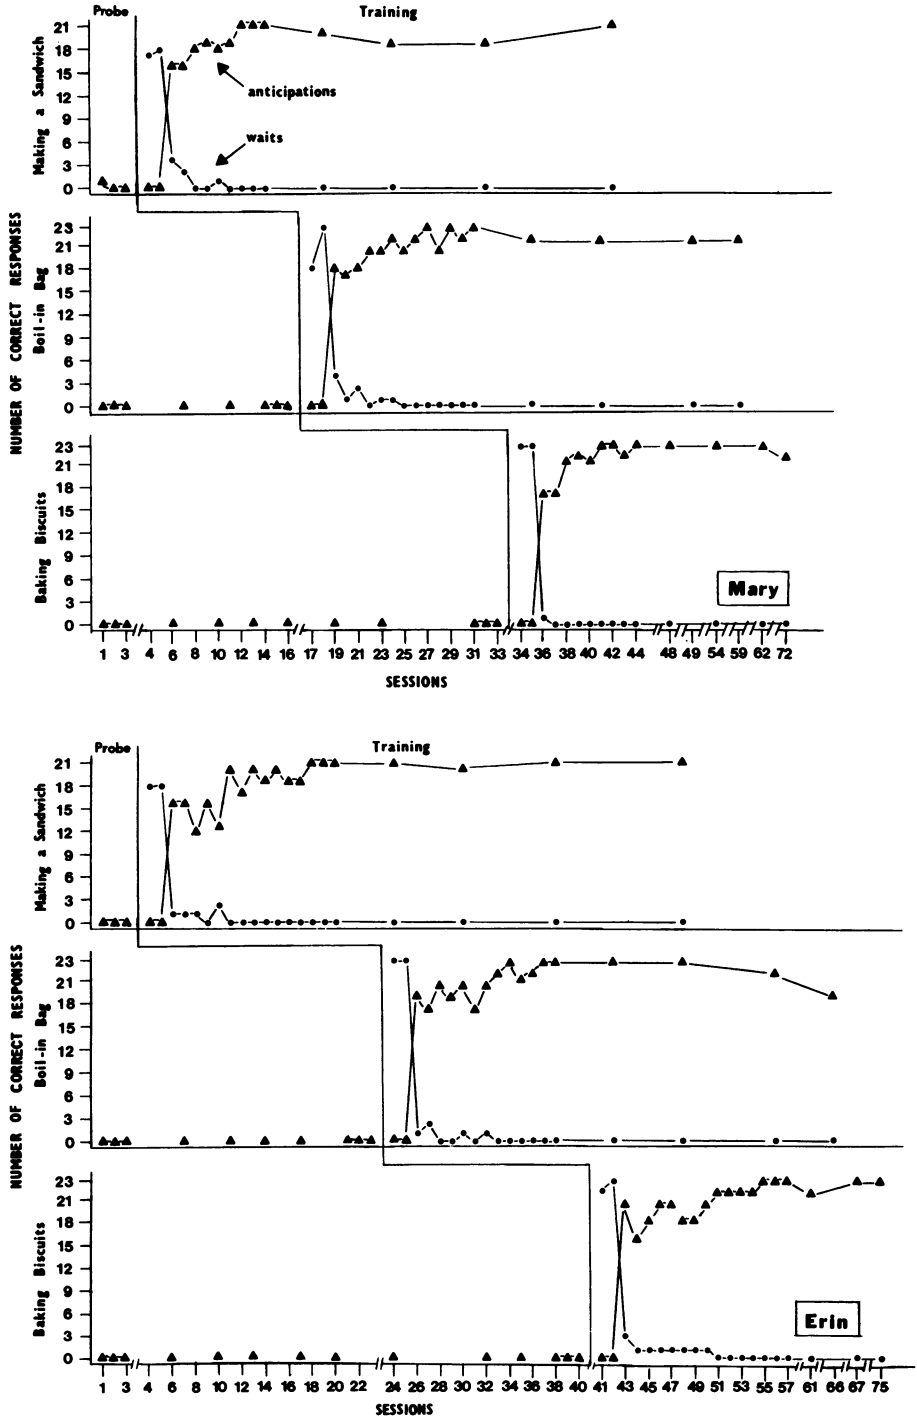 Probe Training
Making a Sandwich
21
18
15
12
9
6
3
0
anticipations
waits
NUMBER OF CORRECT RESPONSES
Boil-in Bag
23
21
18
15
12
9
6
3
0
Baking Biscuits
23
21
18
15
12
9
6
3
0
Mary
1 3 4 6 8 10 12 14 16 17 19 21 23 25 27 29 31 33 34 36 38 40 42 44 48 49 54 59 62 72
SESSIONS
Probe Training
Making a Sandwich
21
18
15
12
9
6
3
0
NUMBER OF CORRECT RESPONSES
Boil-in Bag
23
21
18
15
12
9
6
3
0
Baking Biscuits
23
21
18
15
12
9
6
3
0
Erin
1 3 4 6 8 10 12 14 16 18 20 22 24 26 28 30 32 34 36 38 40 41 43 45 47 49 51 53 55 57 61 66 67 75
SESSIONS